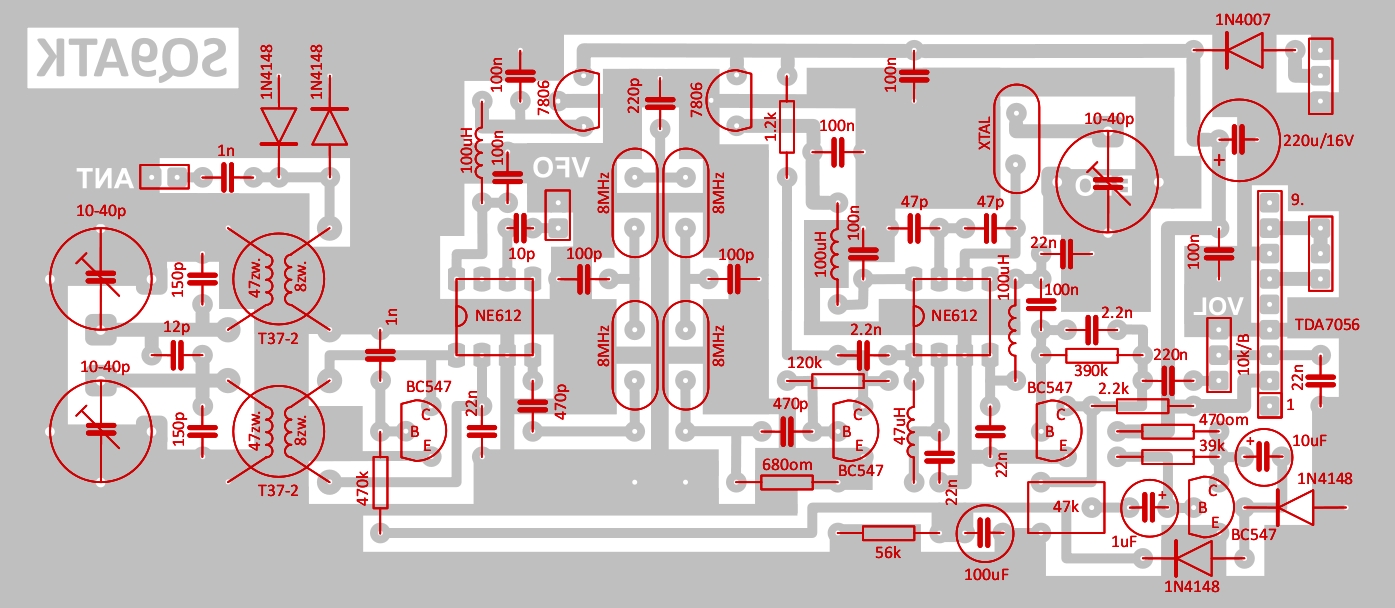 SQ9ATK
1N4148
1N4148
1N4007
100n
7806
220p
7806
1.2k
100n
XTAL
10-40p
220u/16V
+
1n
ANT
100uH
100n
VFO
8MHz
8MHz
100n
9.
10-40p
47zw.
8zw.
150p
T37-2
10p
100p
100p
100uH
100n
47p
47p
22n
100uH
100n
100n
VOL
12p
1n
NE612
NE612
2.2n
2.2n
TDA7056
10-40p
8MHz
8MHz
120k
390k
220n
10k/B
22n
150p
47zw.
8zw.
T37-2
BC547
C
B
E
22n
470p
470p
C
B
E
BC547
47uH
22n
BC547
C
B
E
2.2k
1
470om
39k
+
10uF
470k
680om
22n
47k
+
1uF
C
B
E
BC547
1N4148
56k
100uF
1N4148